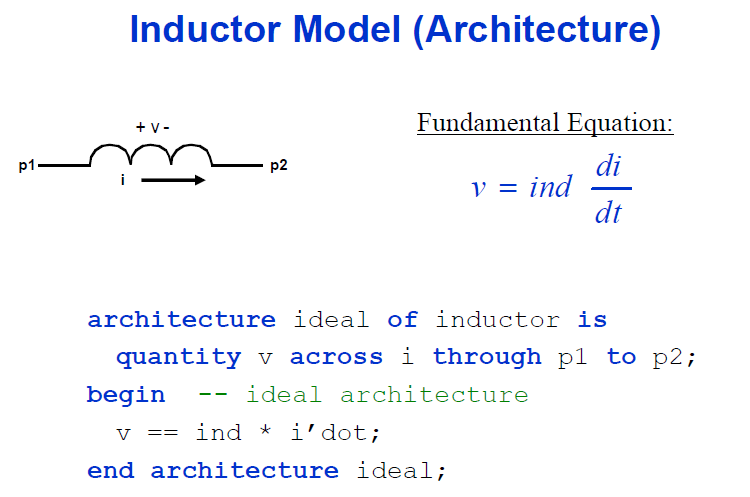 Inductor Model (Architecture)
+ v -
p1
p2
i
Fundamental Equation:
v = ind di
dt
architecture ideal of inductor is
quantity v across i through p1 to p2;
begin -- ideal architecture
v == ind * i'dot;
end architecture ideal;